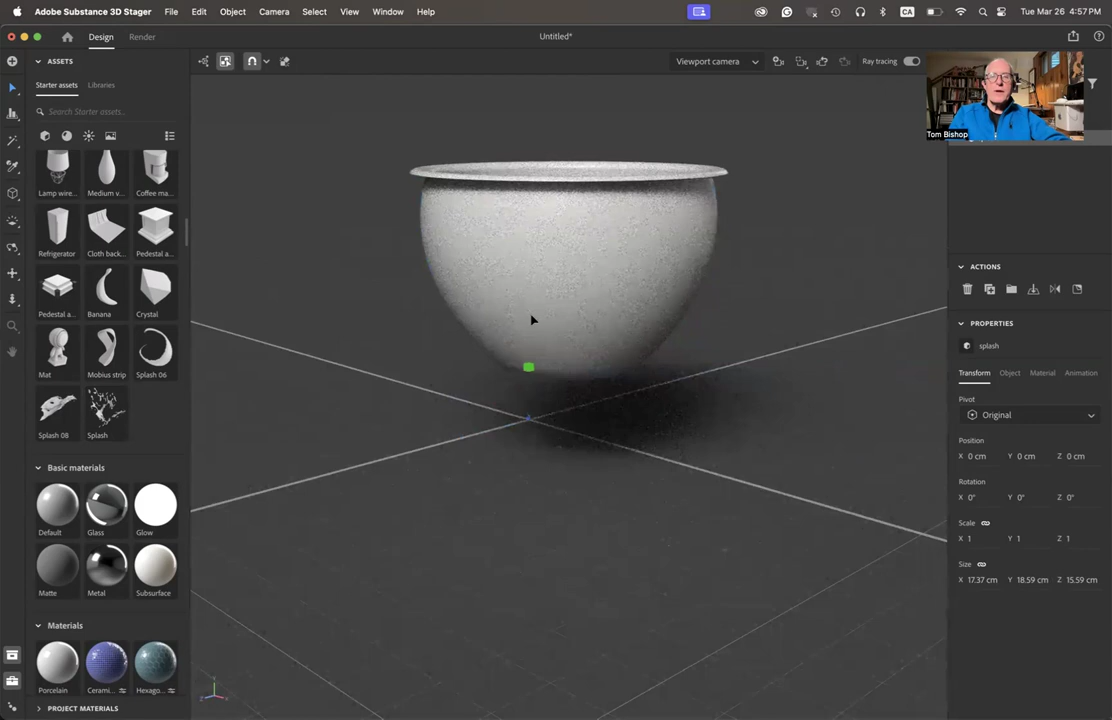 Adobe Substance 3D Stager File Edit Object Camera Select View Window Help CA Tue Mar 26 4:57 PM
Design Render Untitled*
ASSETS Viewport camera Ray tracing
Starter assets Libraries
Search Starter assets...
Tom Bishop
Lamp wire... Medium v... Coffee ma...
Refrigerator Cloth back... Pedestal a...
Pedestal a... Banana Crystal
Mat Mobius strip Splash 06
Splash 08 Splash
Basic materials
Default Glass Glow
Matte Metal Subsurface
Materials
Porcelain Cerami... Hexago...
PROJECT MATERIALS
ACTIONS
PROPERTIES
splash
Transform Object Material Animation
Pivot
Original
Position
X 0 cm Y 0 cm Z 0 cm
Rotation
X 0° Y 0° Z 0°
Scale
X 1 Y 1 Z 1
Size
X 17.37 cm Y 18.59 cm Z 15.59 cm